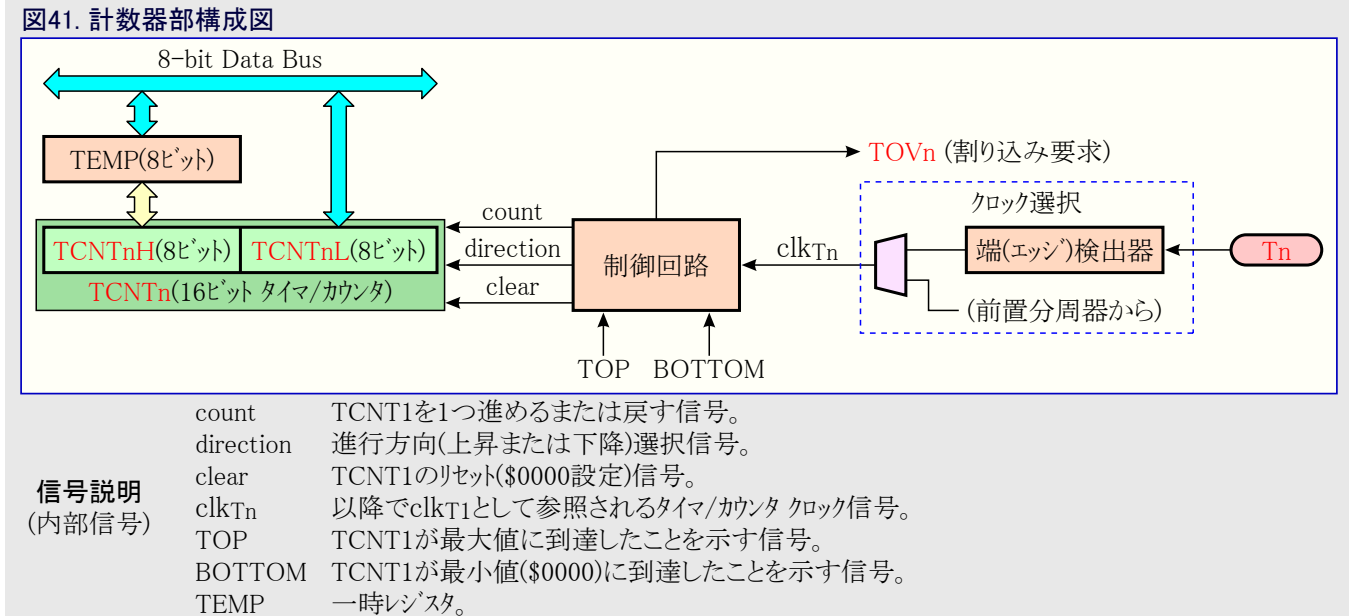 図41. 計数器部構成図
8-bit Data Bus
TEMP(8ビット)
TOVn (割り込み要求)
クロック選択
count
TCNTnH(8ビット) TCNTnL(8ビット)
direction
制御回路
clkTn
端(エッジ)検出器
Tn
TCNTn(16ビット タイマ/カウンタ)
clear
(前置分周器から)
TOP BOTTOM
信号説明
(内部信号)
count TCNT1を1つ進めるまたは戻す信号。
direction 進行方向(上昇または下降)選択信号。
clear TCNT1のリセット($0000設定)信号。
clkTn 以降でclkT1として参照されるタイマ/カウンタ クロック信号。
TOP TCNT1が最大値に到達したことを示す信号。
BOTTOM TCNT1が最小値($0000)に到達したことを示す信号。
TEMP 一時レジスタ。